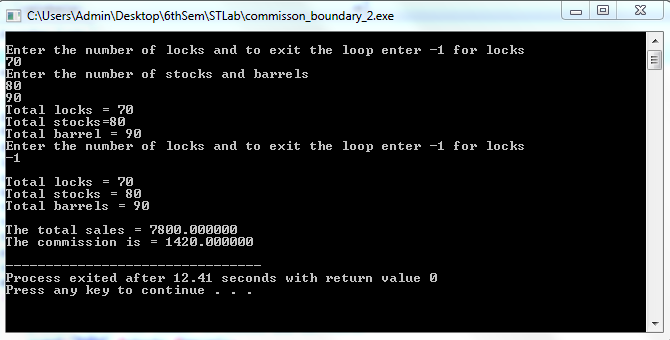 C:\Users\Admin\Desktop\6thSem\STLab\commisson_boundary_2.exe
Enter the number of locks and to exit the loop enter -1 for locks
70
Enter the number of stocks and barrels
80
90
Total locks = 70
Total stocks=80
Total barrel = 90
Enter the number of locks and to exit the loop enter -1 for locks
-1
Total locks = 70
Total stocks = 80
Total barrels = 90
The total sales = 7800.000000
The commission is = 1420.000000
--------------------------------
Process exited after 12.41 seconds with return value 0
Press any key to continue . . .